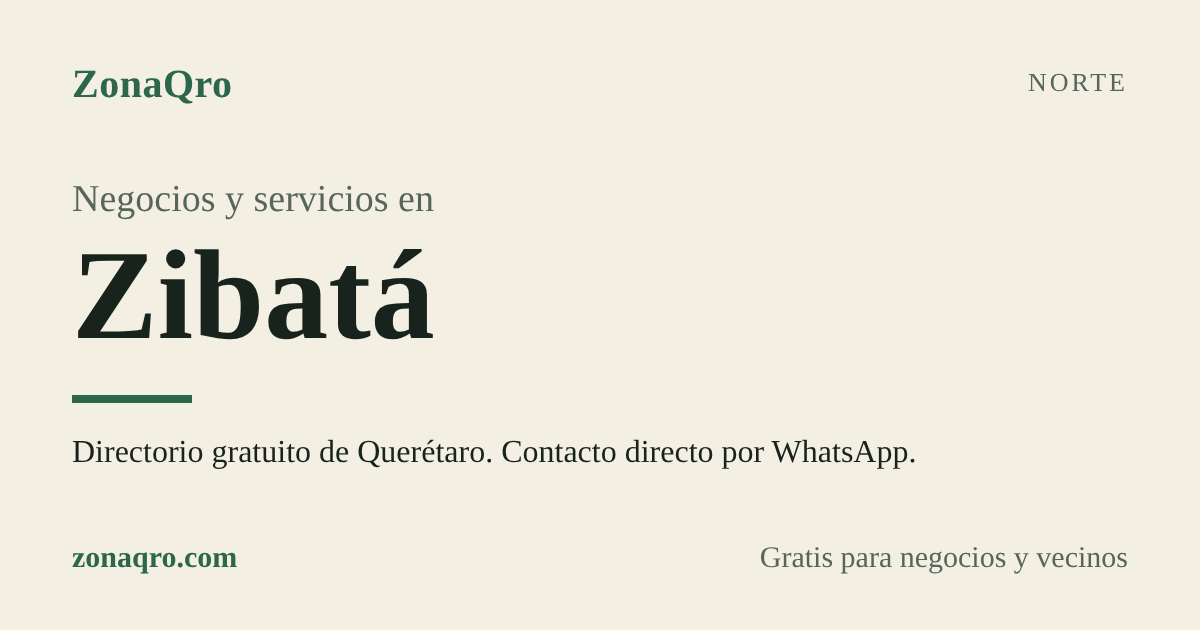 ZonaQro
NORTE
Negocios y servicios en
Zibatá
Directorio gratuito de Querétaro. Contacto directo por WhatsApp.
zonaqro.com
Gratis para negocios y vecinos